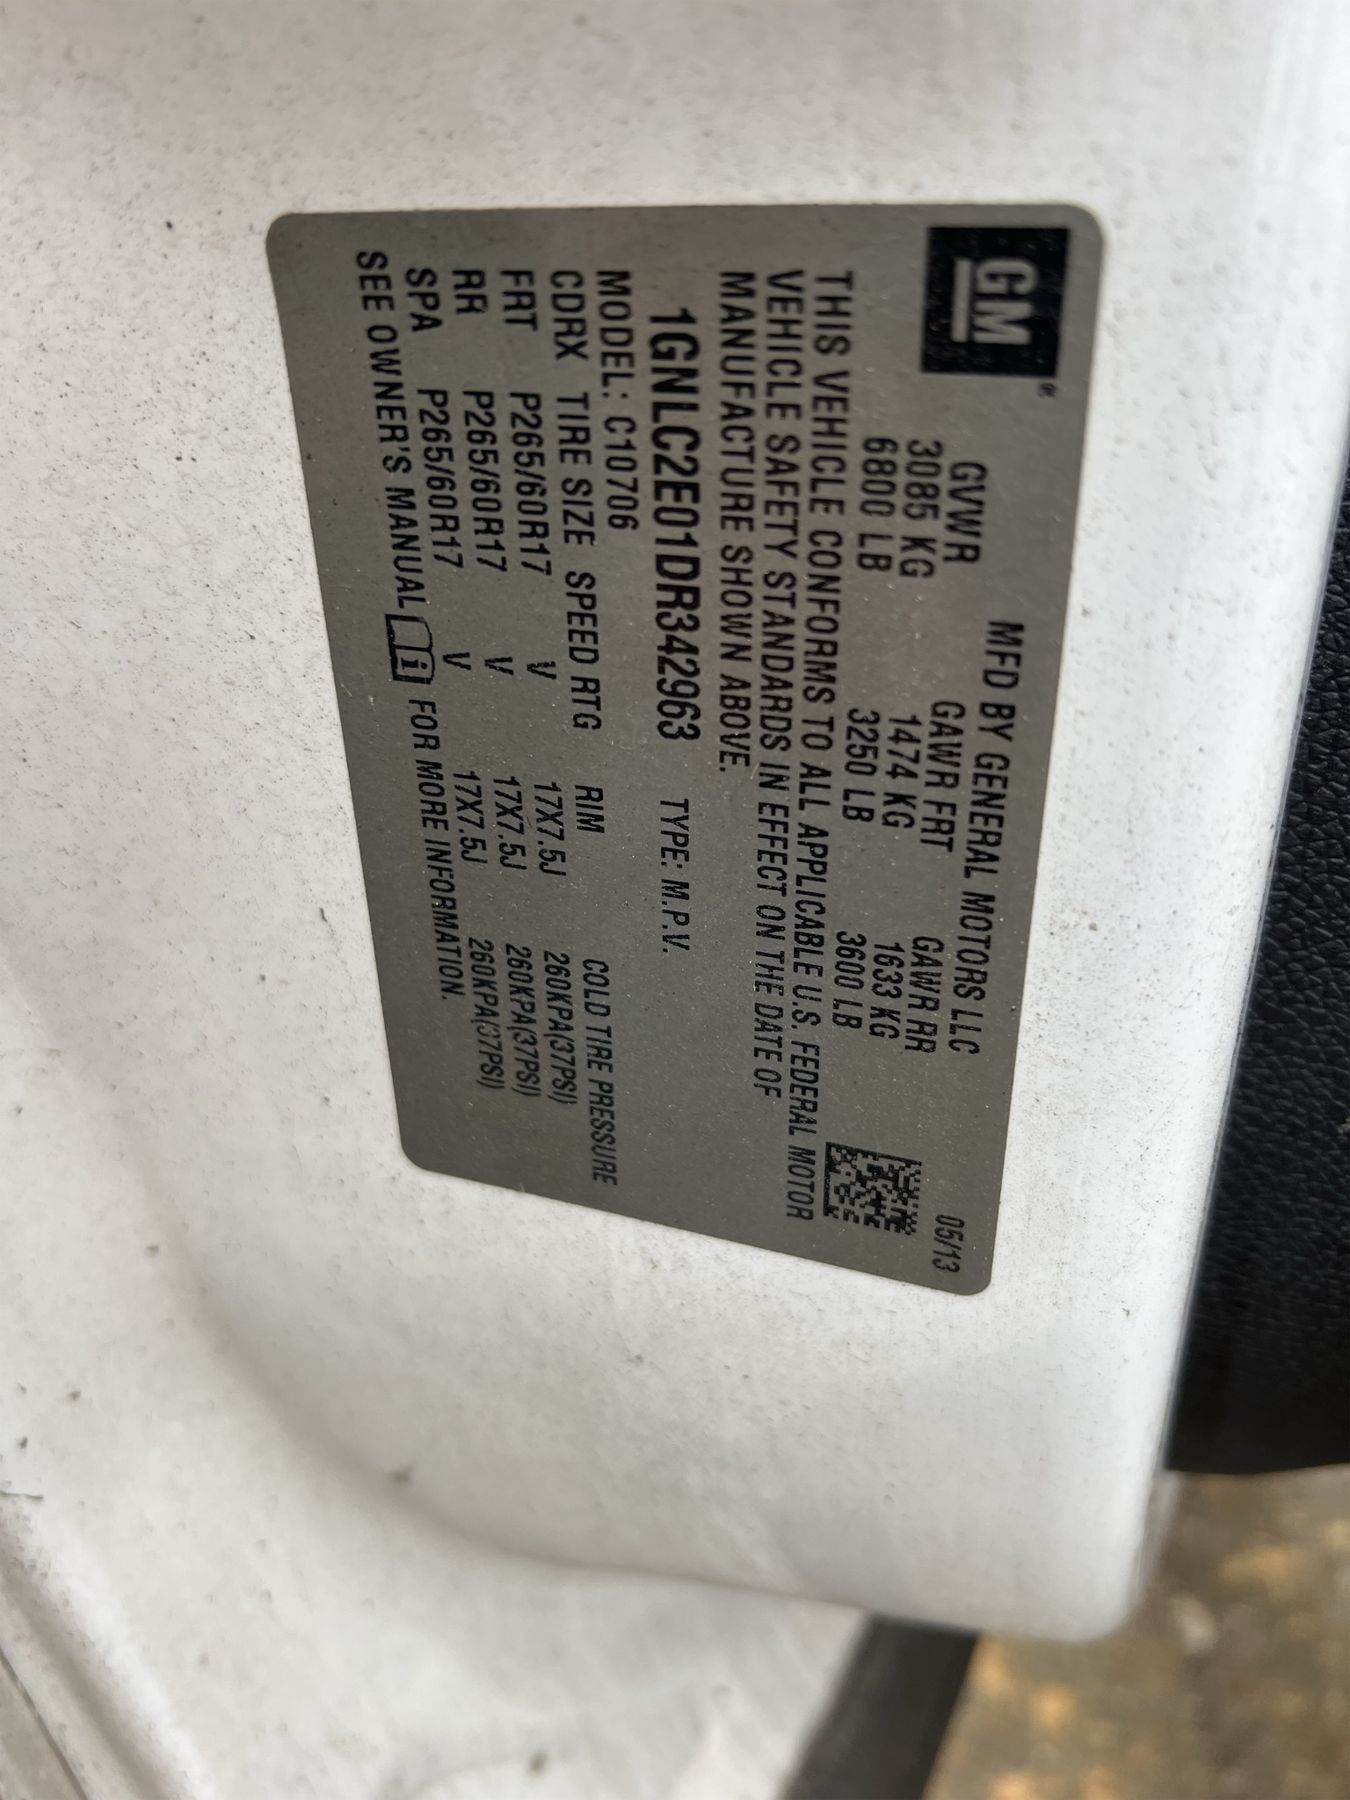 GM®
MFD BY GENERAL MOTORS LLC 05/13
GVWR GAWR FRT GAWR RR
3085 KG 1474 KG 1633 KG
6800 LB 3250 LB 3600 LB
THIS VEHICLE CONFORMS TO ALL APPLICABLE U.S. FEDERAL MOTOR
VEHICLE SAFETY STANDARDS IN EFFECT ON THE DATE OF
MANUFACTURE SHOWN ABOVE.
1GNLC2E01DR342963 TYPE: M.P.V.
MODEL: C10706
CDRX TIRE SIZE SPEED RTG RIM COLD TIRE PRESSURE
FRT P265/60R17 V 17X7.5J 260KPA(37PSI)
RR P265/60R17 V 17X7.5J 260KPA(37PSI)
SPA P265/60R17 V 17X7.5J 260KPA(37PSI)
SEE OWNER'S MANUAL i FOR MORE INFORMATION.